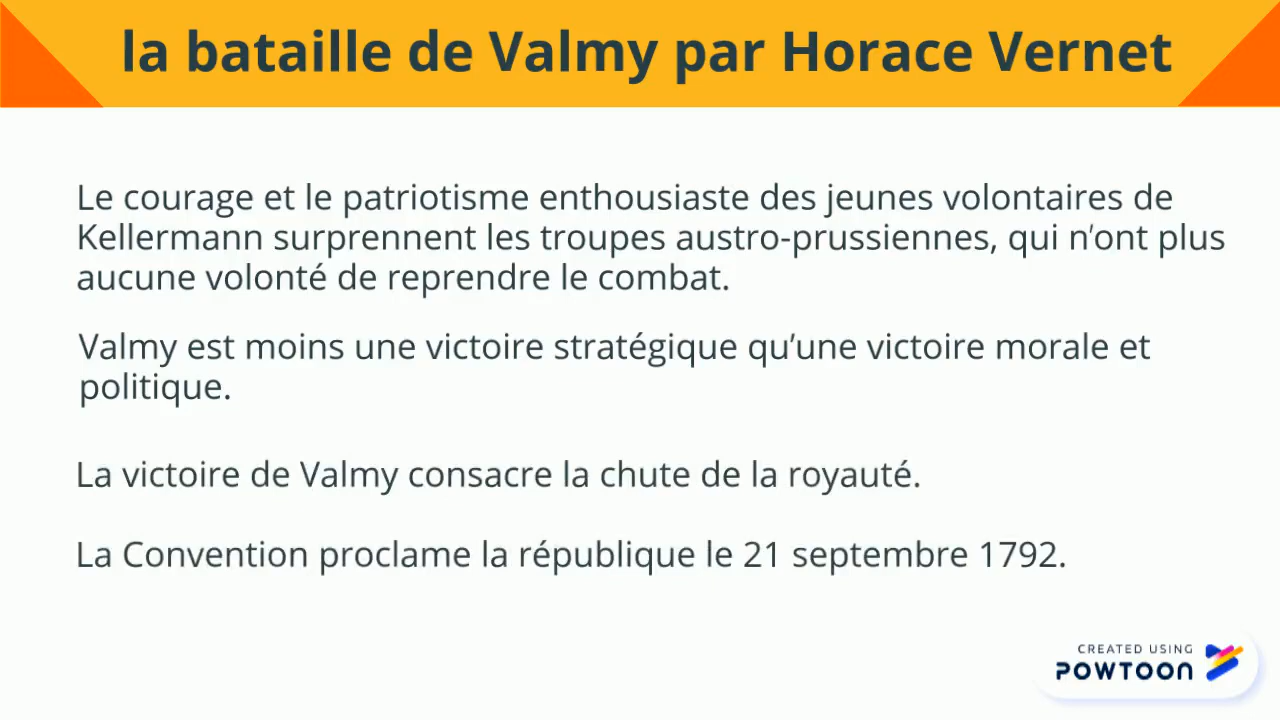 la bataille de Valmy par Horace Vernet
Le courage et le patriotisme enthousiaste des jeunes volontaires de
Kellermann surprennent les troupes austro-prussiennes, qui n'ont plus
aucune volonté de reprendre le combat.
Valmy est moins une victoire stratégique qu'une victoire morale et
politique.
La victoire de Valmy consacre la chute de la royauté.
La Convention proclame la république le 21 septembre 1792.
CREATED USING
POWTOON